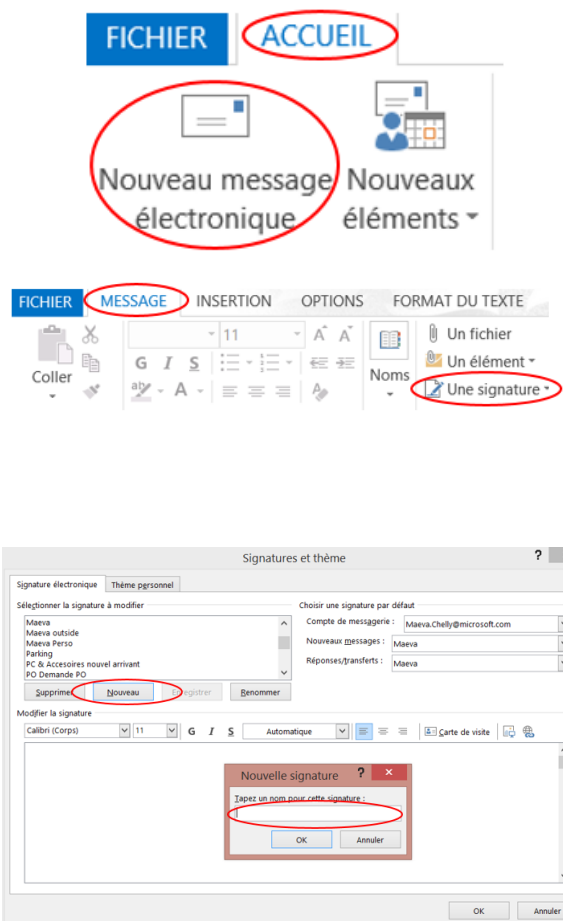 FICHIER ACCUEIL
Nouveau message Nouveaux
électronique éléments
FICHIER MESSAGE INSERTION OPTIONS FORMAT DU TEXTE
11 A A Un fichier
G I S Un élément
Coller Noms
aby A Une signature
Signatures et thème ?
Signature électronique Thème personnel
Sélectionner la signature à modifier Choisir une signature par défaut
Maeva Compte de messagerie : Maeva.Chelly@microsoft.com
Maeva outside
Maeva Perso Nouveaux messages : Maeva
Parking
PC & Accesoires nouvel arrivant Réponses/transferts : Maeva
PO Demande PO
Supprimer Nouveau Enregistrer Renommer
Modifier la signature
Calibri (Corps) 11 G I S Automatique Carte de visite
Nouvelle signature ? ×
Tapez un nom pour cette signature :
OK Annuler
OK Annuler